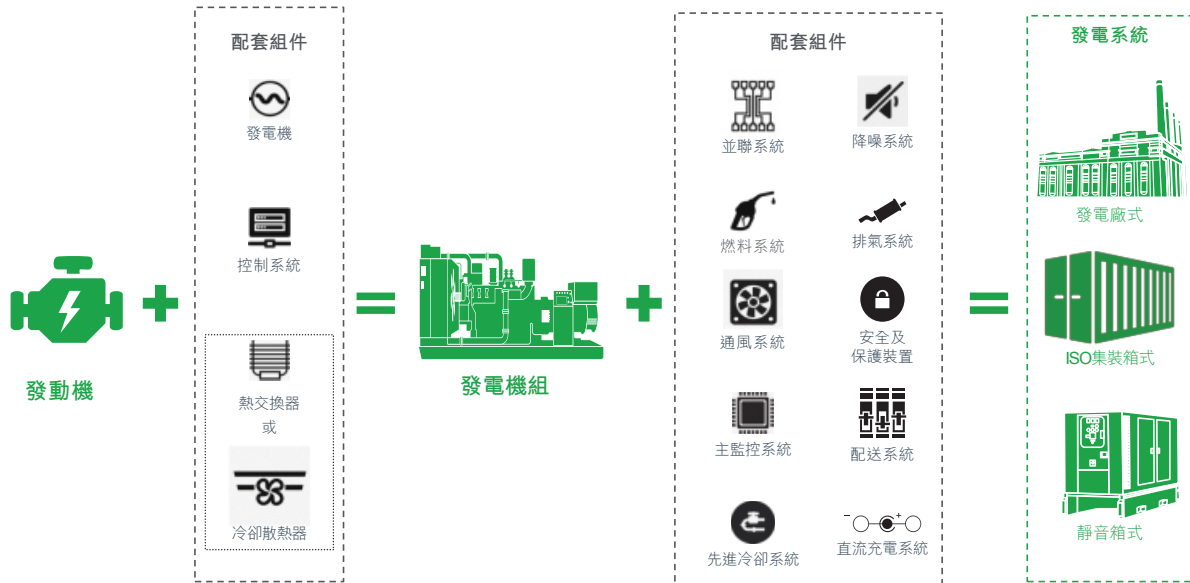 發動機
配套組件
發電機
控制系統
熱交換器
或
冷卻散熱器
發電機組
配套組件
並聯系統
降噪系統
燃料系統
排氣系統
通風系統
安全及
保護裝置
主監控系統
配送系統
先進冷卻系統
直流充電系統
發電系統
發電廠式
ISO集裝箱式
靜音箱式